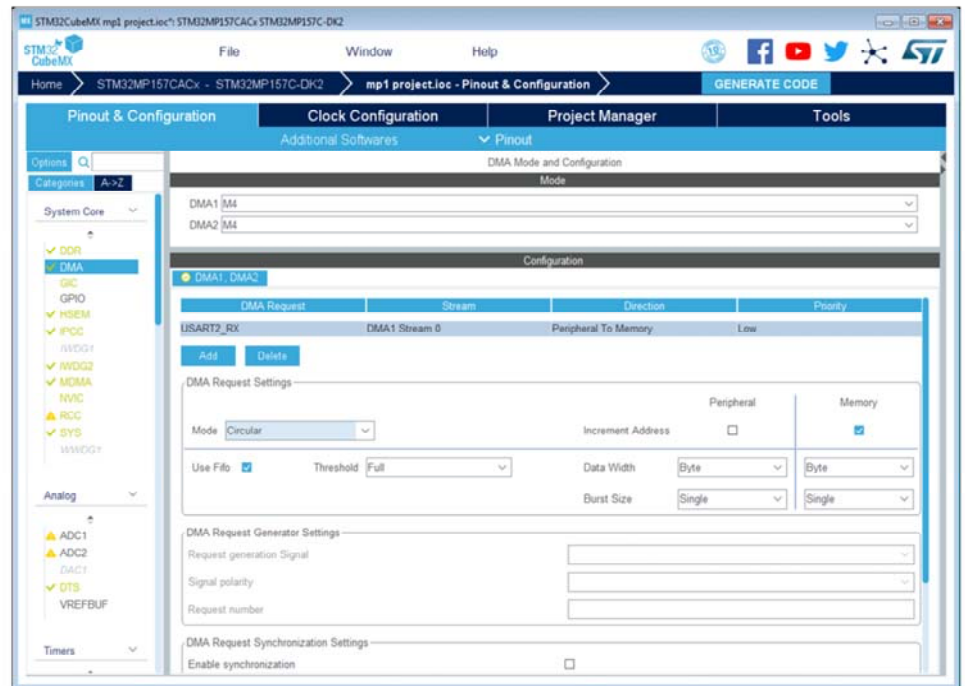 STM32CubeMX mp1 project.ioc*: STM32MP157CACx STM32MP157C-DK2
STM32
CubeMX
File Window Help
Home STM32MP157CACx - STM32MP157C-DK2 mp1 project.ioc - Pinout & Configuration GENERATE CODE
Pinout & Configuration Clock Configuration Project Manager Tools
Additional Softwares Pinout
Options
Categories A->Z
System Core
DDR
DMA
GIC
GPIO
HSEM
IPCC
IWDG1
IWDG2
MDMA
NVIC
RCC
SYS
WWDG1
Analog
ADC1
ADC2
DAC1
DTS
VREFBUF
Timers
DMA Mode and Configuration
Mode
DMA1 M4
DMA2 M4
Configuration
DMA1, DMA2
DMA Request Stream Direction Priority
USART2_RX DMA1 Stream 0 Peripheral To Memory Low
Add Delete
DMA Request Settings
Peripheral Memory
Mode Circular Increment Address
Use Fifo Threshold Full Data Width Byte Byte
Burst Size Single Single
DMA Request Generator Settings
Request generation Signal
Signal polarity
Request number
DMA Request Synchronization Settings
Enable synchronization